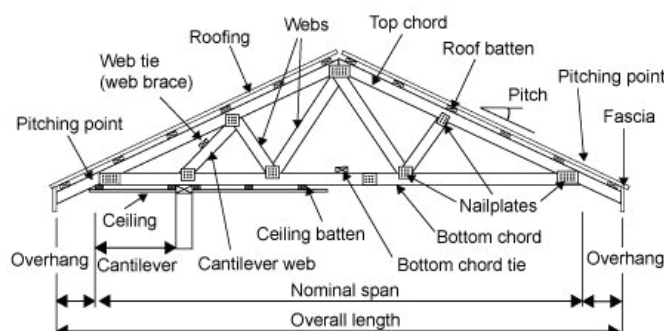 Webs
Top chord
Roofing
Roof batten
Web tie
(web brace)
Pitching point
Pitch
Pitching point
Fascia
Ceiling
Nailplates
Ceiling batten
Bottom chord
Overhang
Cantilever
Cantilever web
Bottom chord tie
Overhang
Nominal span
Overall length